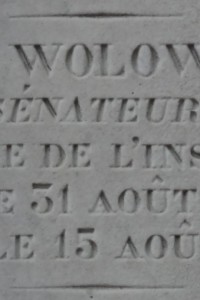 WOLOW
SÉNATEUR
E DE L'INS
E 31 AOÛT
LE 15 AOÛ